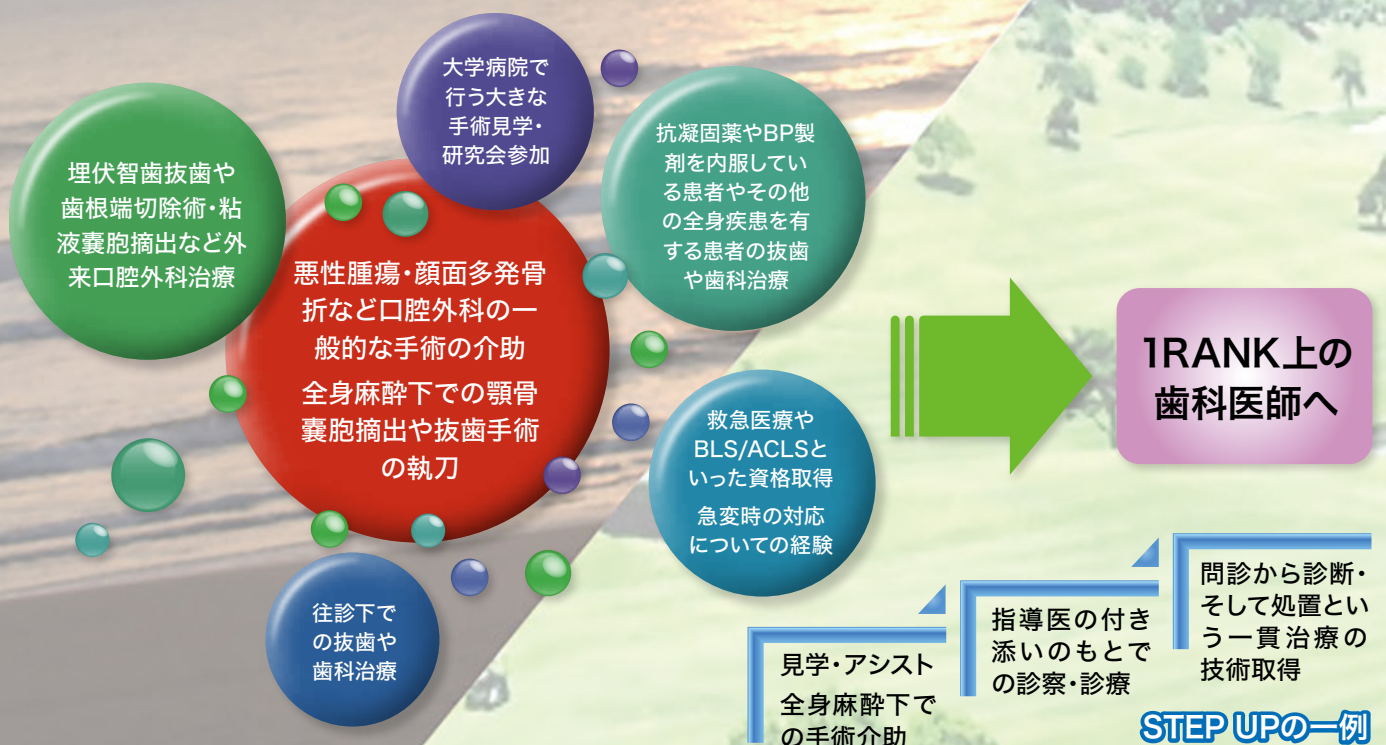 大学病院で
行う大きな
手術見学・
研究会参加
埋伏智歯抜歯や
歯根端切除術・粘
液嚢胞摘出など外
来口腔外科治療
抗凝固薬やBP製
剤を内服してい
る患者やその他
の全身疾患を有
する患者の抜歯
や歯科治療
悪性腫瘍・顔面多発骨
折など口腔外科の一
般的な手術の介助
全身麻酔下での顎骨
嚢胞摘出や抜歯手術
の執刀
救急医療や
BLS/ACLSと
いった資格取得
急変時の対応
についての経験
往診下で
の抜歯や
歯科治療
1RANK上の
歯科医師へ
見学・アシスト
全身麻酔下で
の手術介助
指導医の付き
添いのもとで
の診察・診療
問診から診断・
そして処置とい
う一貫治療の
技術取得
STEP UPの一例